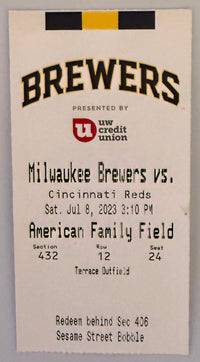 BREWERS
PRESENTED BY
uw
credit
union
Milwaukee Brewers vs.
Cincinnati Reds
Sat. Jul 8, 2023 3:10 PM
American Family Field
Section Row Seat
432 12 24
Terrace Outfield
Redeem behind Sec 406
Sesame Street Bobble